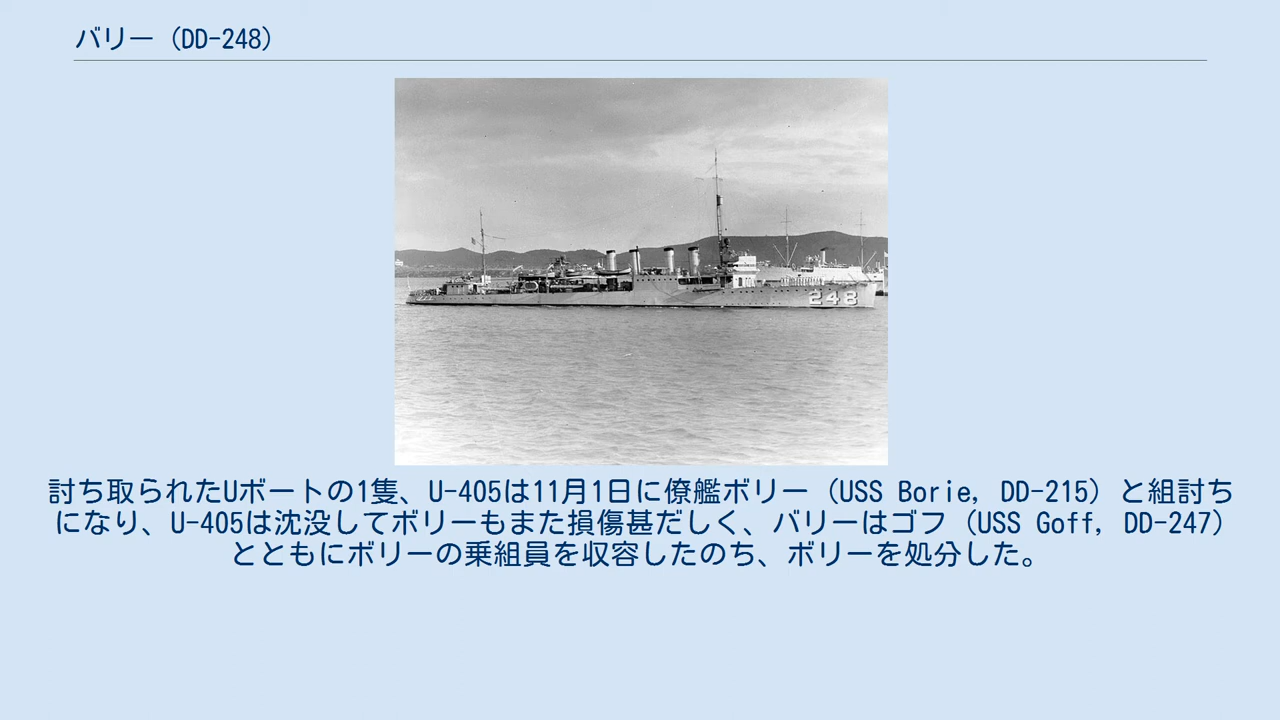 バリー（DD-248）
248
討ち取られたUボートの1隻、U-405は11月1日に僚艦ボリー（USS Borie, DD-215）と組討ち
になり、U-405は沈没してボリーもまた損傷甚だしく、バリーはゴフ（USS Goff, DD-247）
とともにボリーの乗組員を収容したのち、ボリーを処分した。